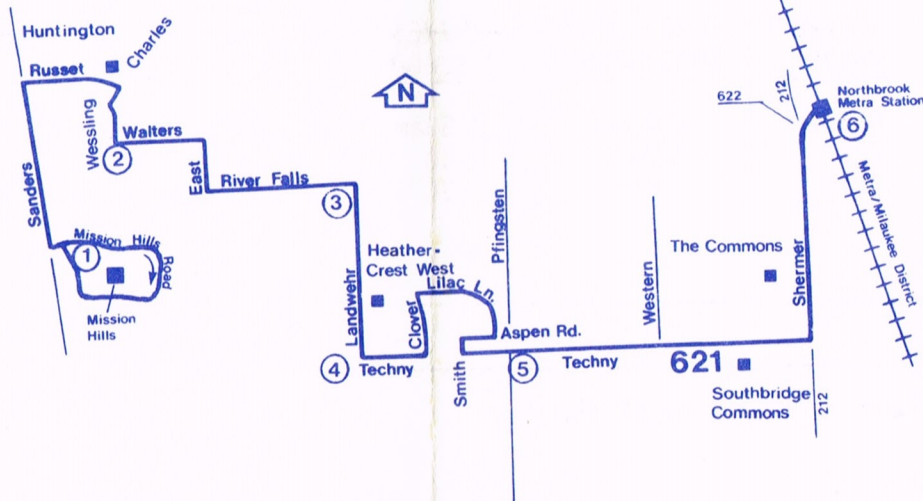 Huntington
Charles
Russet
Wessling
Walters
2
East
River Falls
3
Sanders
Mission Hills
Road
1
Mission
Hills
N
622
212
Northbrook
Metra Station
6
Metra/Milwaukee District
Pfingsten
Heather-
Crest West
Lilac Ln.
Landwehr
Clover
Western
The Commons
Shermer
Aspen Rd.
4
Techny
Smith
5
Techny
621
Southbridge
Commons
212